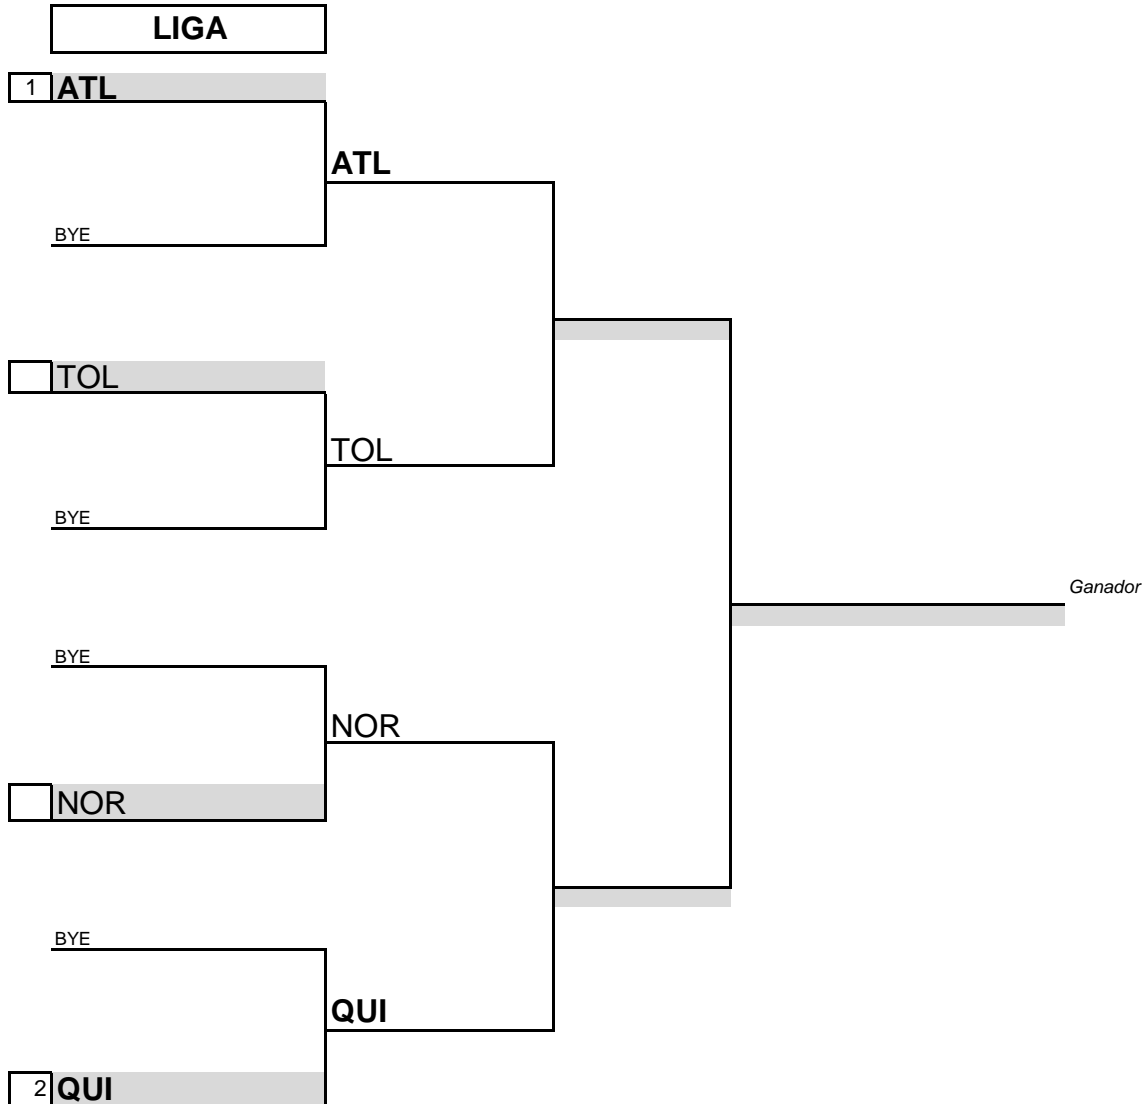 LIGA
1 ATL
ATL
BYE
TOL
TOL
BYE
Ganador
BYE
NOR
NOR
BYE
QUI
2 QUI